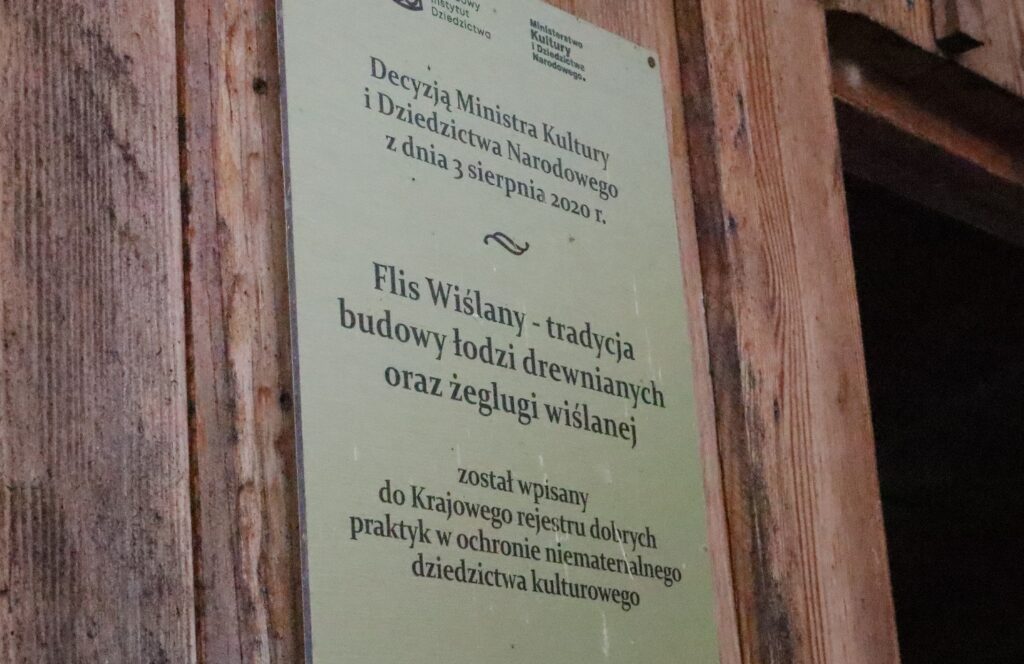 Instytut
Dziedzictwa
Ministerstwo
Kultury
i Dziedzictwa
Narodowego.
Decyzją Ministra Kultury
i Dziedzictwa Narodowego
z dnia 3 sierpnia 2020 r.
Flis Wiślany - tradycja
budowy łodzi drewnianych
oraz żeglugi wiślanej
został wpisany
do Krajowego rejestru dobrych
praktyk w ochronie niematerialnego
dziedzictwa kulturowego